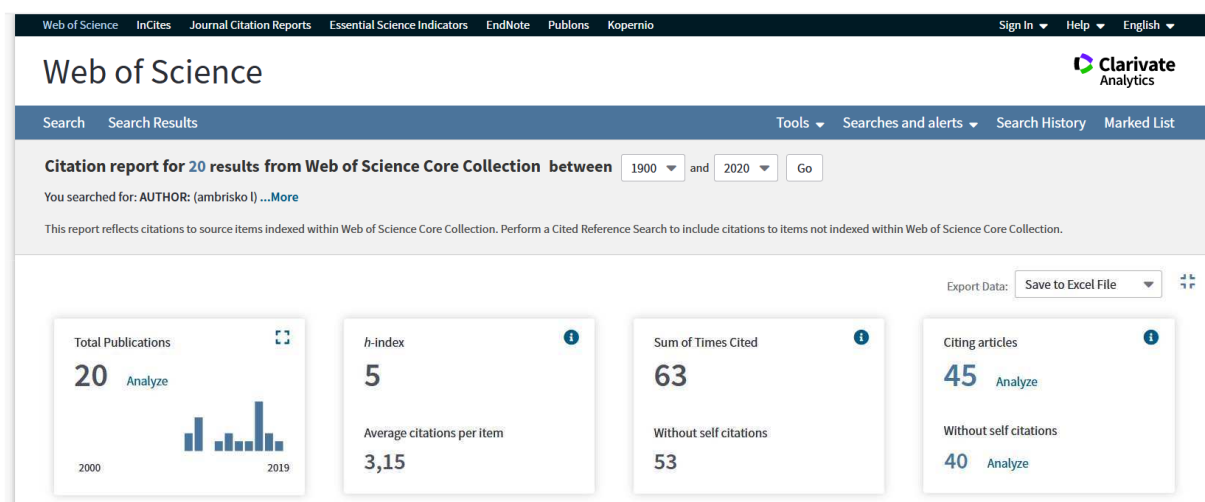 Web of Science InCites Journal Citation Reports Essential Science Indicators EndNote Publons Kopernio Sign In Help English
Web of Science
Clarivate
Analytics
Search Search Results Tools Searches and alerts Search History Marked List
Citation report for 20 results from Web of Science Core Collection between 1900 and 2020 Go
You searched for: AUTHOR: (ambrisko l) ...More
This report reflects citations to source items indexed within Web of Science Core Collection. Perform a Cited Reference Search to include citations to items not indexed within Web of Science Core Collection.
Export Data: Save to Excel File
Total Publications
20 Analyze
2000 2019
h-index
5
Average citations per item
3,15
Sum of Times Cited
63
Without self citations
53
Citing articles
45 Analyze
Without self citations
40 Analyze